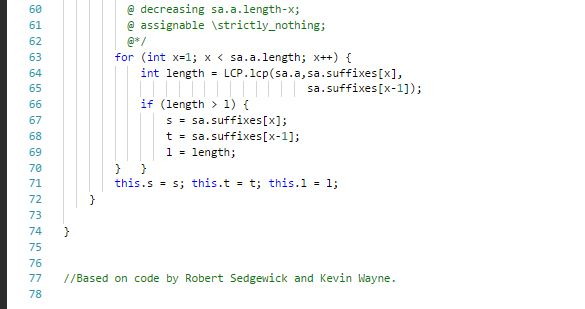 60 @ decreasing sa.a.length-x;
61 @ assignable \strictly_nothing;
62 @*/
63 for (int x=1; x < sa.a.length; x++) {
64 int length = LCP.lcp(sa.a,sa.suffixes[x],
65 sa.suffixes[x-1]);
66 if (length > l) {
67 s = sa.suffixes[x];
68 t = sa.suffixes[x-1];
69 l = length;
70 } }
71 this.s = s; this.t = t; this.l = l;
72 }
73
74 }
75
76
77 //Based on code by Robert Sedgewick and Kevin Wayne.
78